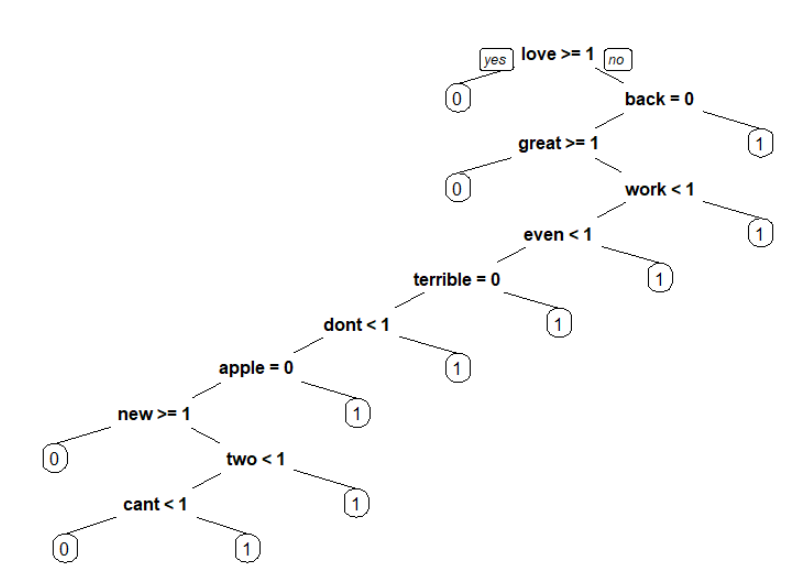 yes love >= 1 no
0 back = 0
great >= 1 1
0 work < 1
even < 1 1
terrible = 0 1
dont < 1 1
apple = 0 1
new >= 1 1
0 two < 1
cant < 1 1
0 1